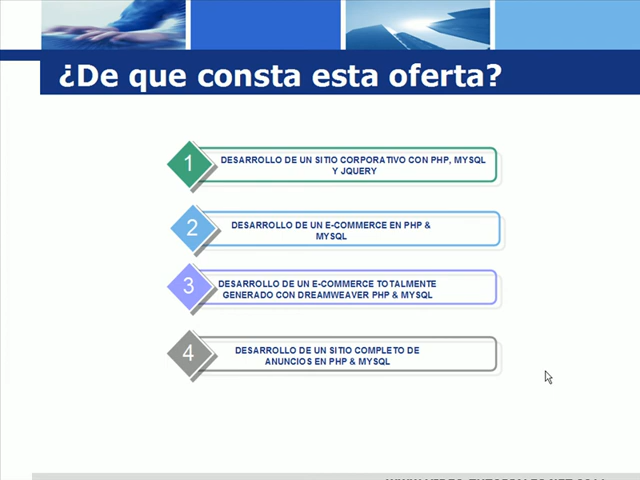 ¿De que consta esta oferta?
1
DESARROLLO DE UN SITIO CORPORATIVO CON PHP, MYSQL
Y JQUERY
2
DESARROLLO DE UN E-COMMERCE EN PHP &
MYSQL
3
DESARROLLO DE UN E-COMMERCE TOTALMENTE
GENERADO CON DREAMWEAVER PHP & MYSQL
4
DESARROLLO DE UN SITIO COMPLETO DE
ANUNCIOS EN PHP & MYSQL